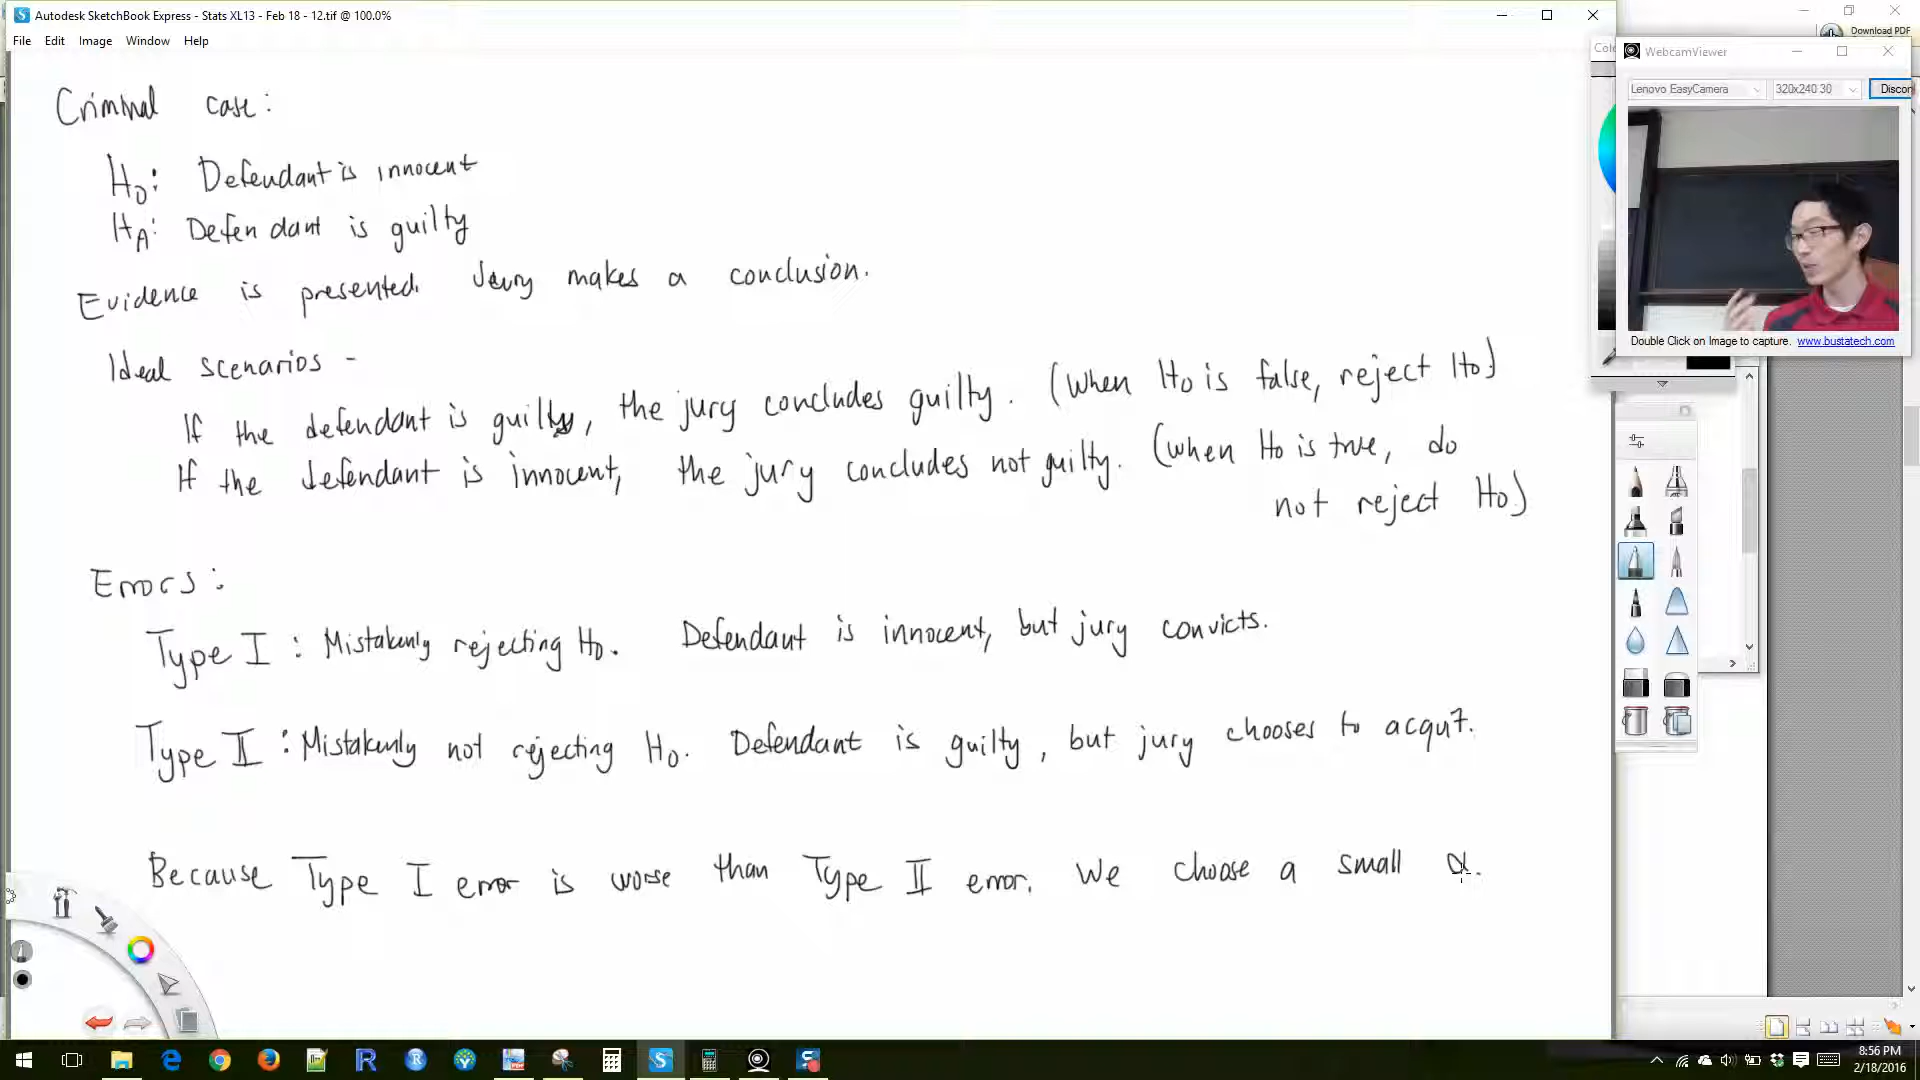 Autodesk SketchBook Express - Stats XL13 - Feb 18 - 12.tif @ 100.0%
File Edit Image Window Help
Download PDF
WebcamViewer
Lenovo EasyCamera 320x240 30 Discon
Double Click on Image to capture. www.bustatech.com
Criminal case:
H0: Defendant is innocent
HA: Defendant is guilty
Evidence is presented. Jury makes a conclusion.
Ideal scenarios -
If the defendant is guilty, the jury concludes guilty. (When H0 is false, reject H0.)
If the defendant is innocent, the jury concludes not guilty. (when H0 is true, do
not reject H0)
Errors:
Type I: Mistakenly rejecting H0. Defendant is innocent, but jury convicts.
Type II: Mistakenly not rejecting H0. Defendant is guilty, but jury chooses to acquit.
Because Type I error is worse than Type II error, We choose a small α.
8:56 PM
2/18/2016